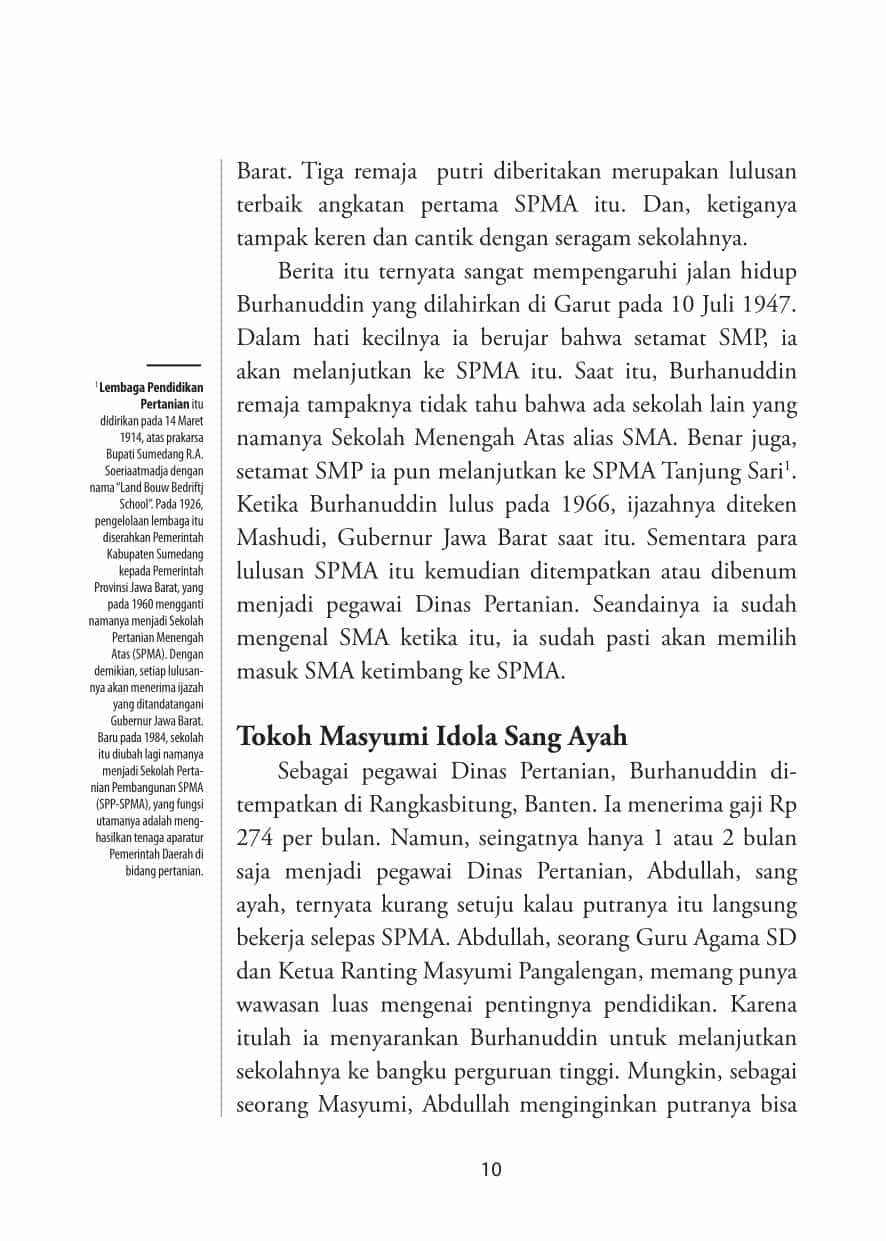 Barat. Tiga remaja putri diberitakan merupakan lulusan
terbaik angkatan pertama SPMA itu. Dan, ketiganya
tampak keren dan cantik dengan seragam sekolahnya.
Berita itu ternyata sangat mempengaruhi jalan hidup
Burhanuddin yang dilahirkan di Garut pada 10 Juli 1947.
Dalam hati kecilnya ia berujar bahwa setamat SMP, ia
akan melanjutkan ke SPMA itu. Saat itu, Burhanuddin
remaja tampaknya tidak tahu bahwa ada sekolah lain yang
namanya Sekolah Menengah Atas alias SMA. Benar juga,
setamat SMP ia pun melanjutkan ke SPMA Tanjung Sari¹.
Ketika Burhanuddin lulus pada 1966, ijazahnya diteken
Mashudi, Gubernur Jawa Barat saat itu. Sementara para
lulusan SPMA itu kemudian ditempatkan atau dibenum
menjadi pegawai Dinas Pertanian. Seandainya ia sudah
mengenal SMA ketika itu, ia sudah pasti akan memilih
masuk SMA ketimbang ke SPMA.
¹ Lembaga Pendidikan
Pertanian itu
didirikan pada 14 Maret
1914, atas prakarsa
Bupati Sumedang R.A.
Soeriaatmadja dengan
nama “Land Bouw Bedriftj
School”. Pada 1926,
pengelolaan lembaga itu
diserahkan Pemerintah
Kabupaten Sumedang
kepada Pemerintah
Provinsi Jawa Barat, yang
pada 1960 mengganti
namanya menjadi Sekolah
Pertanian Menengah
Atas (SPMA). Dengan
demikian, setiap lulusan-
nya akan menerima ijazah
yang ditandatangani
Gubernur Jawa Barat.
Baru pada 1984, sekolah
itu diubah lagi namanya
menjadi Sekolah Perta-
nian Pembangunan SPMA
(SPP-SPMA), yang fungsi
utamanya adalah meng-
hasilkan tenaga aparatur
Pemerintah Daerah di
bidang pertanian.
Tokoh Masyumi Idola Sang Ayah
Sebagai pegawai Dinas Pertanian, Burhanuddin di-
tempatkan di Rangkasbitung, Banten. Ia menerima gaji Rp
274 per bulan. Namun, seingatnya hanya 1 atau 2 bulan
saja menjadi pegawai Dinas Pertanian, Abdullah, sang
ayah, ternyata kurang setuju kalau putranya itu langsung
bekerja selepas SPMA. Abdullah, seorang Guru Agama SD
dan Ketua Ranting Masyumi Pangalengan, memang punya
wawasan luas mengenai pentingnya pendidikan. Karena
itulah ia menyarankan Burhanuddin untuk melanjutkan
sekolahnya ke bangku perguruan tinggi. Mungkin, sebagai
seorang Masyumi, Abdullah menginginkan putranya bisa
10